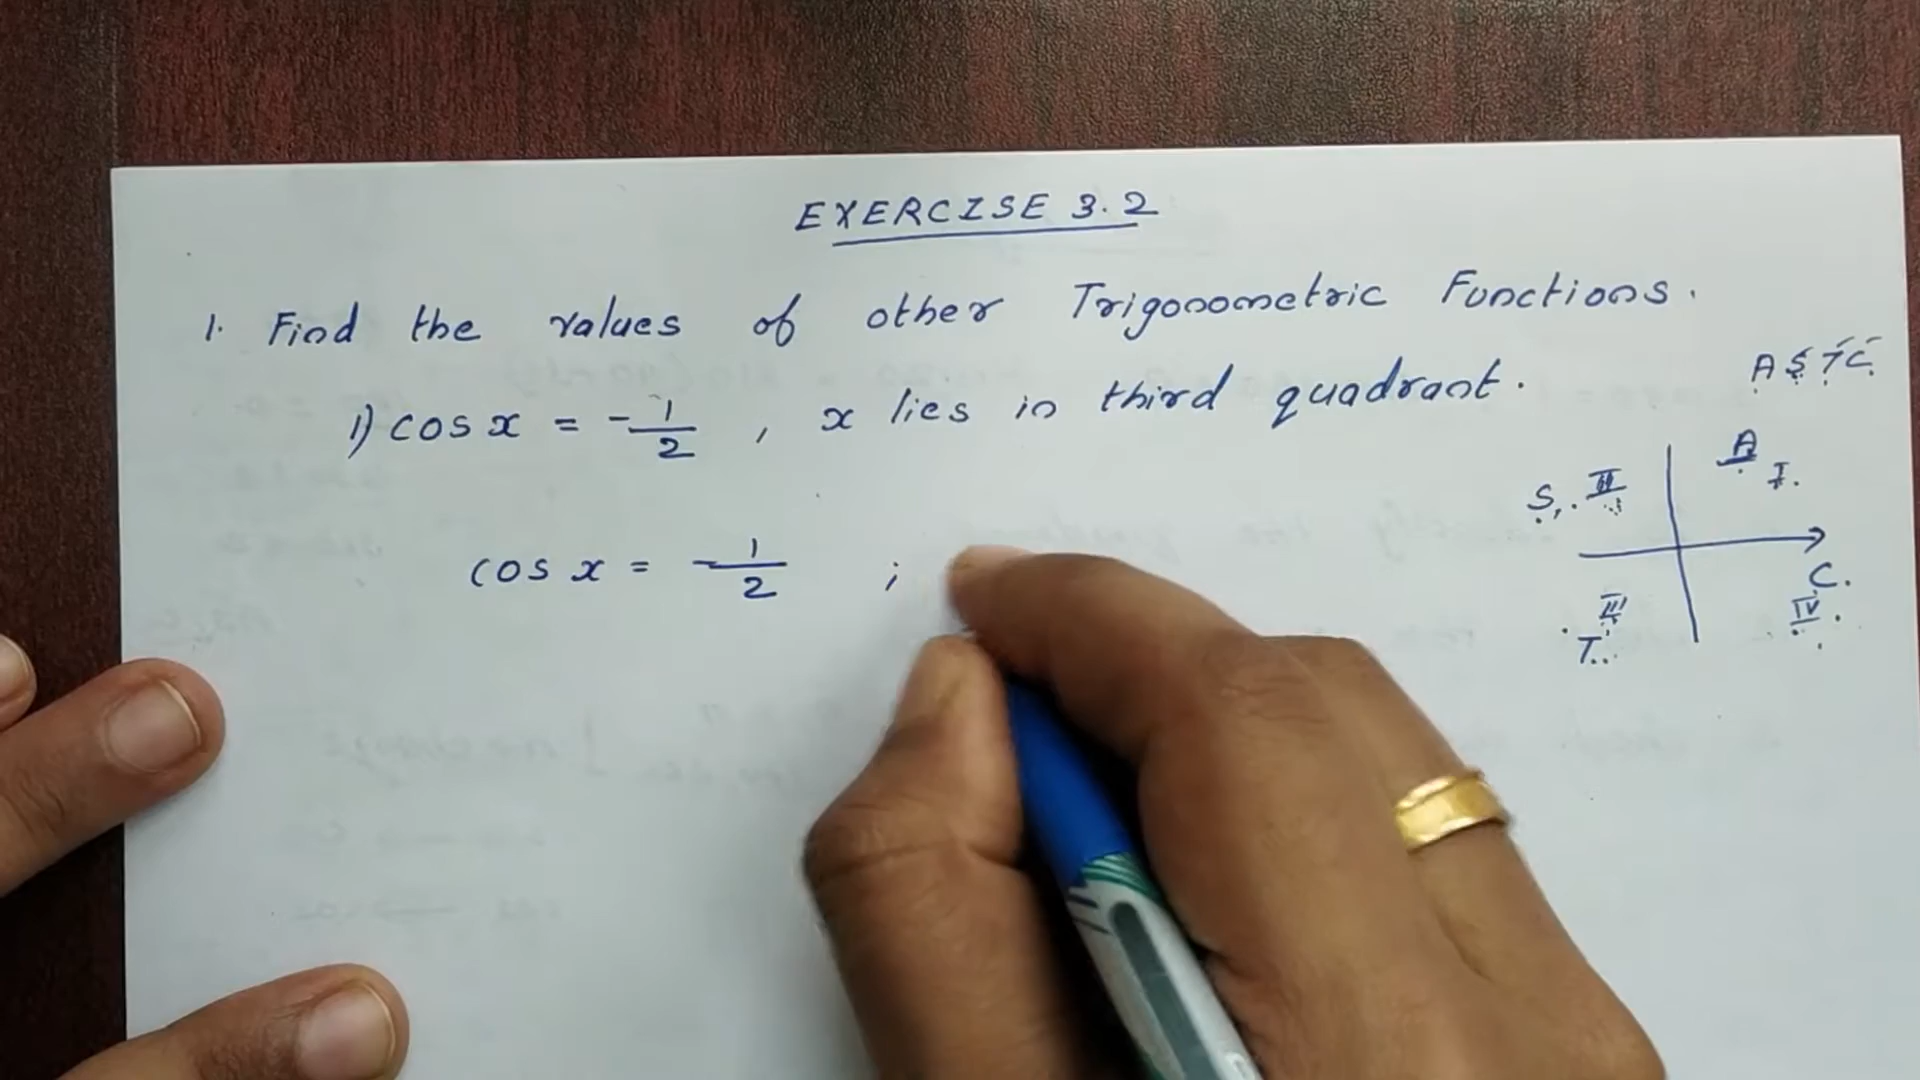 EXERCISE 3.2
1. Find the values of other Trigonometric Functions.
1) cos x = -1/2 , x lies in third quadrant.
A S T C
A
S, II I.
cos x = -1/2 ;
C.
III IV
T.